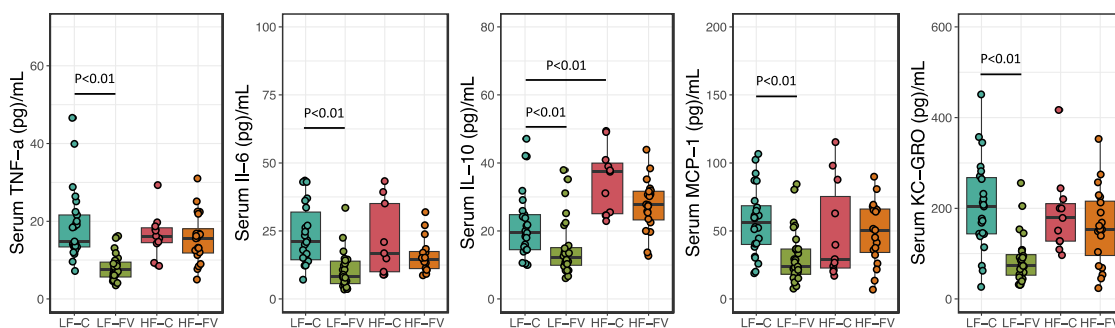 Serum TNF-a (pg)/mL
60
40
20
0
P<0.01
LF-C LF-FV HF-C HF-FV
Serum Il-6 (pg)/mL
100
75
50
25
0
P<0.01
LF-C LF-FV HF-C HF-FV
Serum IL-10 (pg)/mL
80
60
40
20
0
P<0.01
P<0.01
LF-C LF-FV HF-C HF-FV
Serum MCP-1 (pg)/mL
200
150
100
50
0
P<0.01
LF-C LF-FV HF-C HF-FV
Serum KC-GRO (pg)/mL
600
400
200
0
P<0.01
LF-C LF-FV HF-C HF-FV